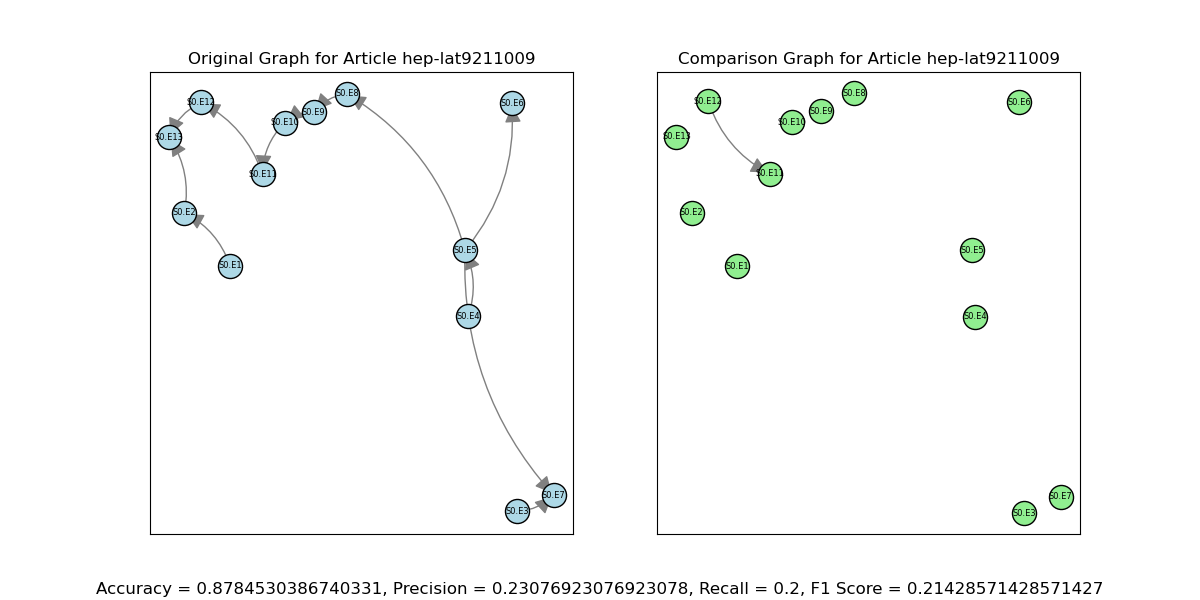 Original Graph for Article hep-lat9211009
S0.E12
S0.E8
S0.E6
S0.E9
S0.E10
S0.E13
S0.E11
S0.E2
S0.E5
S0.E1
S0.E4
S0.E7
S0.E3
Comparison Graph for Article hep-lat9211009
S0.E12
S0.E8
S0.E6
S0.E9
S0.E10
S0.E13
S0.E11
S0.E2
S0.E5
S0.E1
S0.E4
S0.E7
S0.E3
Accuracy = 0.8784530386740331, Precision = 0.23076923076923078, Recall = 0.2, F1 Score = 0.21428571428571427